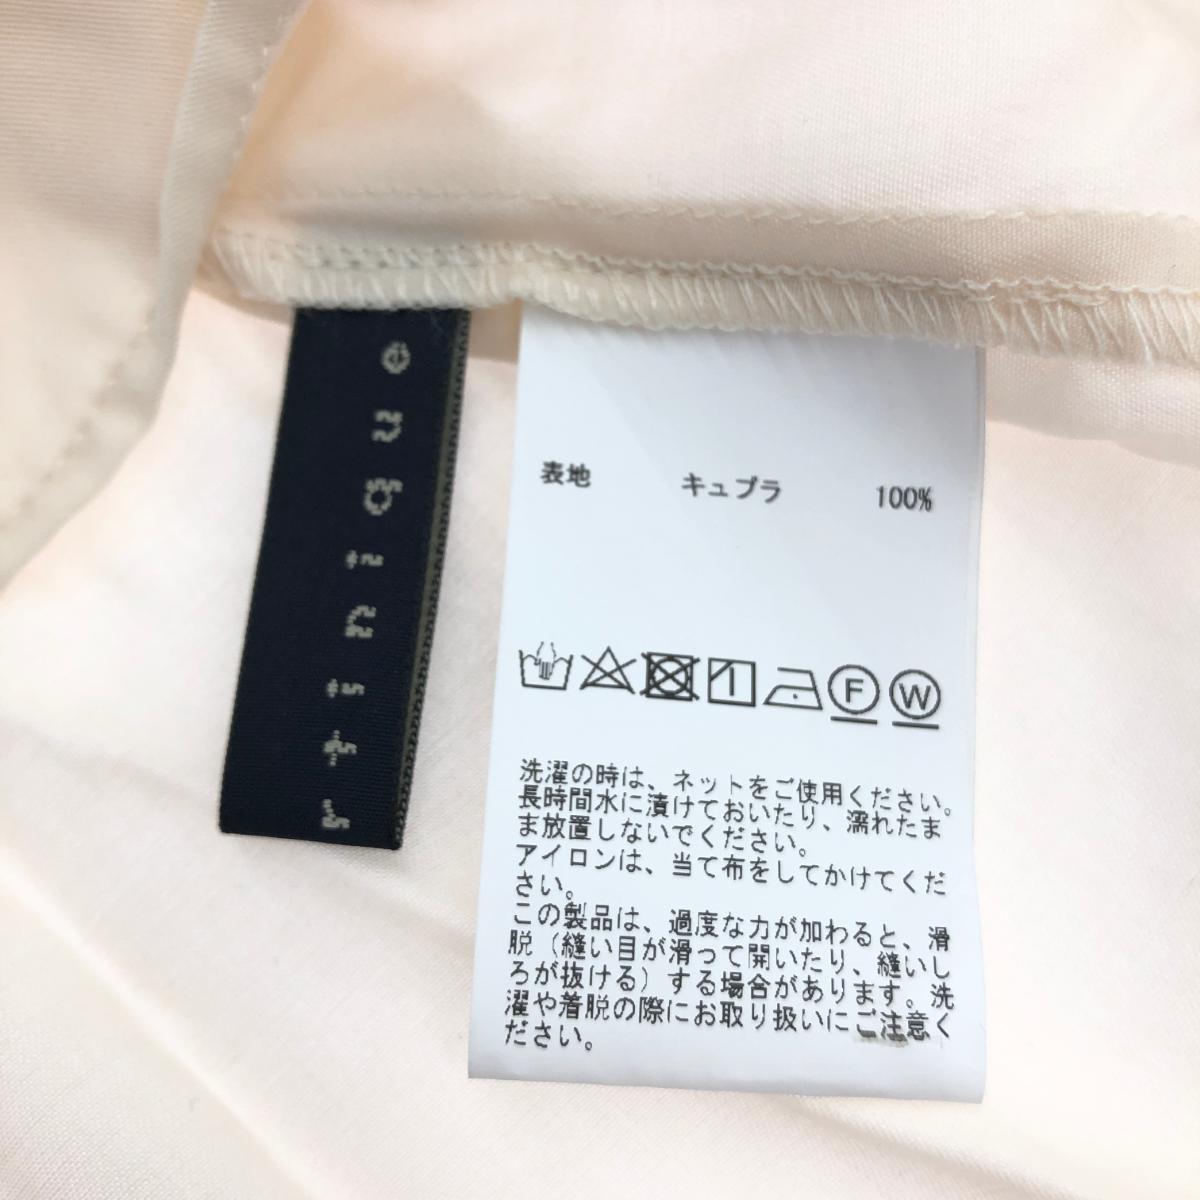 martinique
表地 キュプラ 100%
F W
洗濯の時は、ネットをご使用ください。
長時間水に漬けておいたり、濡れたま
ま放置しないでください。
アイロンは、当て布をしてかけてくだ
さい。
この製品は、過度な力が加わると、滑
脱（縫い目が滑って開いたり、縫いし
ろが抜ける）する場合があります。洗
濯や着脱の際にお取り扱いにご注意く
ださい。